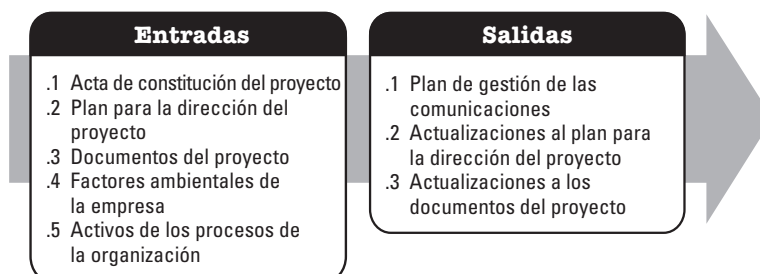 Entradas
.1 Acta de constitución del proyecto
.2 Plan para la dirección del
proyecto
.3 Documentos del proyecto
.4 Factores ambientales de
la empresa
.5 Activos de los procesos de
la organización
Salidas
.1 Plan de gestión de las
comunicaciones
.2 Actualizaciones al plan para
la dirección del proyecto
.3 Actualizaciones a los
documentos del proyecto